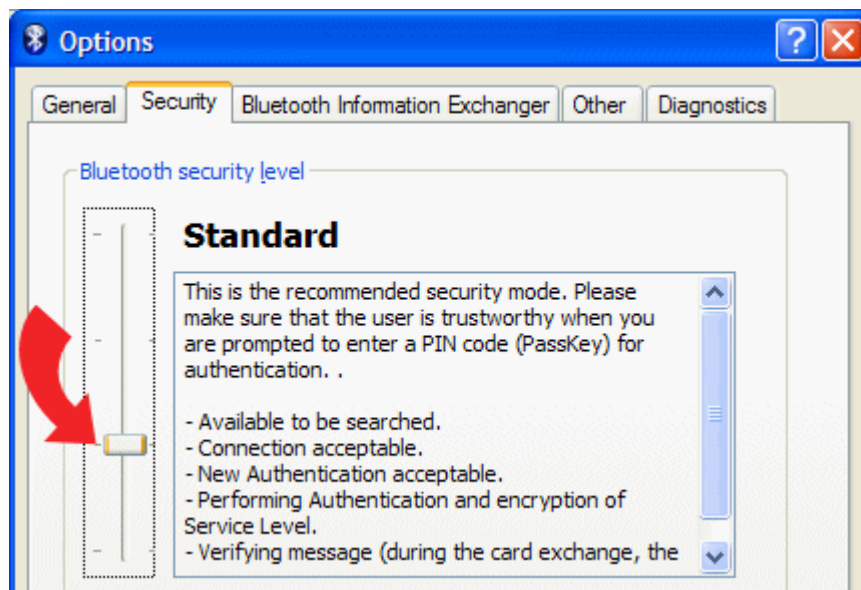 Options
General Security Bluetooth Information Exchanger Other Diagnostics
Bluetooth security level
Standard
This is the recommended security mode. Please
make sure that the user is trustworthy when you
are prompted to enter a PIN code (PassKey) for
authentication. .
- Available to be searched.
- Connection acceptable.
- New Authentication acceptable.
- Performing Authentication and encryption of
Service Level.
- Verifying message (during the card exchange, the